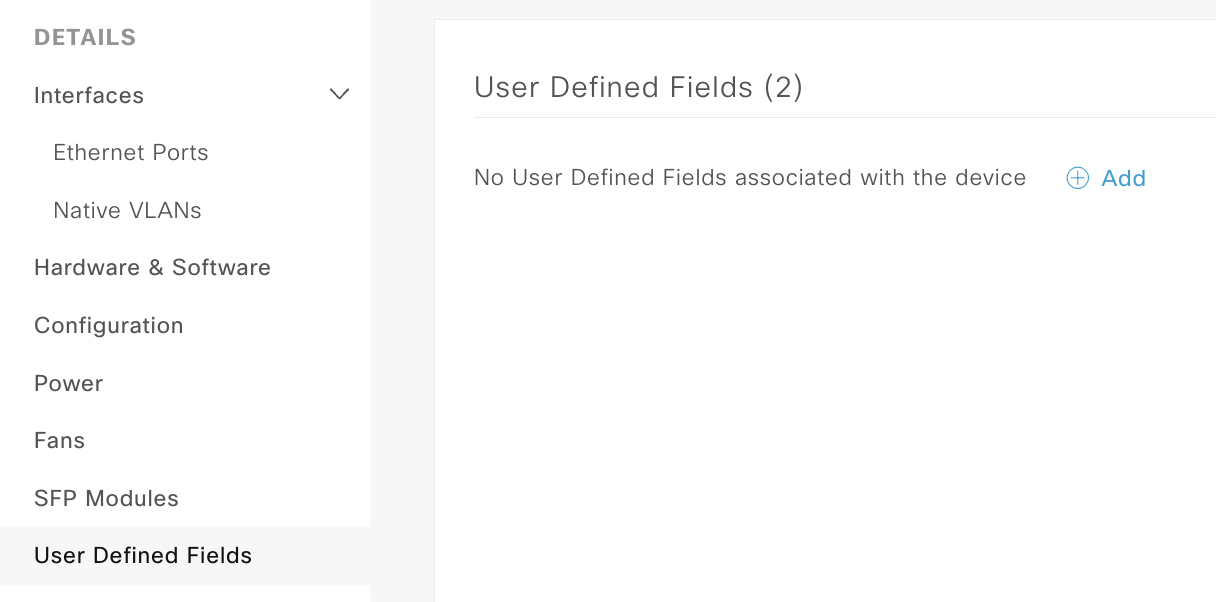 DETAILS
Interfaces
Ethernet Ports
Native VLANs
Hardware & Software
Configuration
Power
Fans
SFP Modules
User Defined Fields
User Defined Fields (2)
No User Defined Fields associated with the device Add